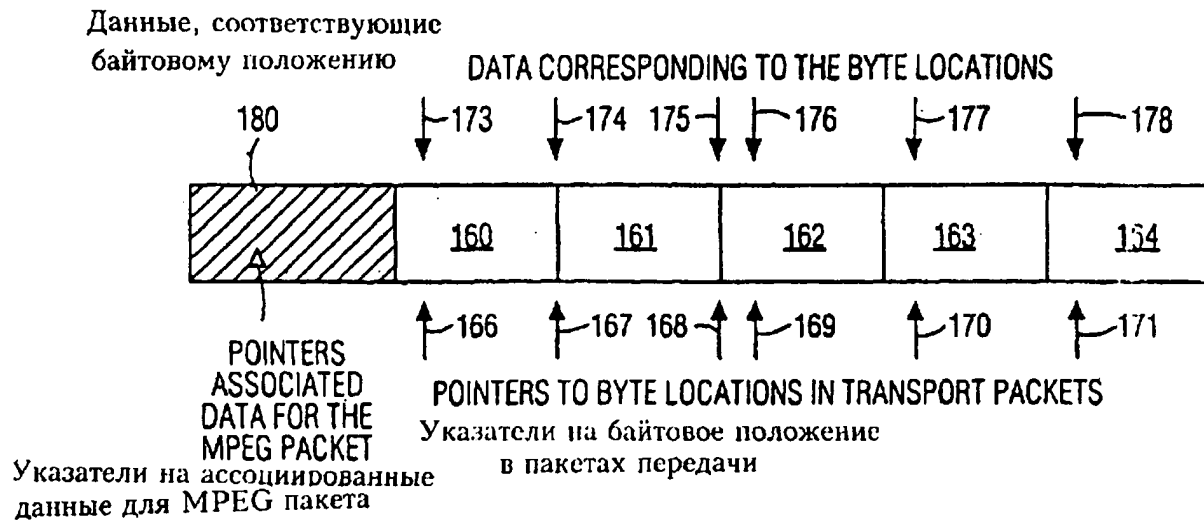 Данные, соответствующие
байтовому положению
DATA CORRESPONDING TO THE BYTE LOCATIONS
180 173 174 175 176 177 178
160 161 162 163 164
166 167 168 169 170 171
POINTERS
ASSOCIATED
DATA FOR THE
MPEG PACKET
POINTERS TO BYTE LOCATIONS IN TRANSPORT PACKETS
Указатели на байтовое положение
в пакетах передачи
Указатели на ассоциированные
данные для MPEG пакета